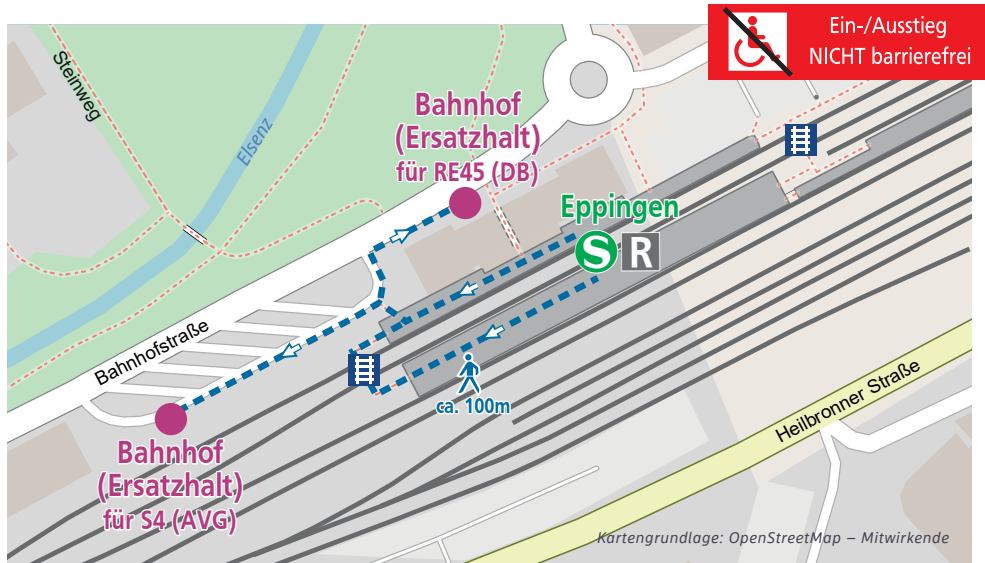 Ein-/Ausstieg
NICHT barrierefrei
Steinweg
Elsenz
Bahnhof
(Ersatzhalt)
für RE45 (DB)
Eppingen
S R
Bahnhofstraße
ca. 100m
Bahnhof
(Ersatzhalt)
für S4 (AVG)
Heilbronner Straße
Kartengrundlage: OpenStreetMap – Mitwirkende